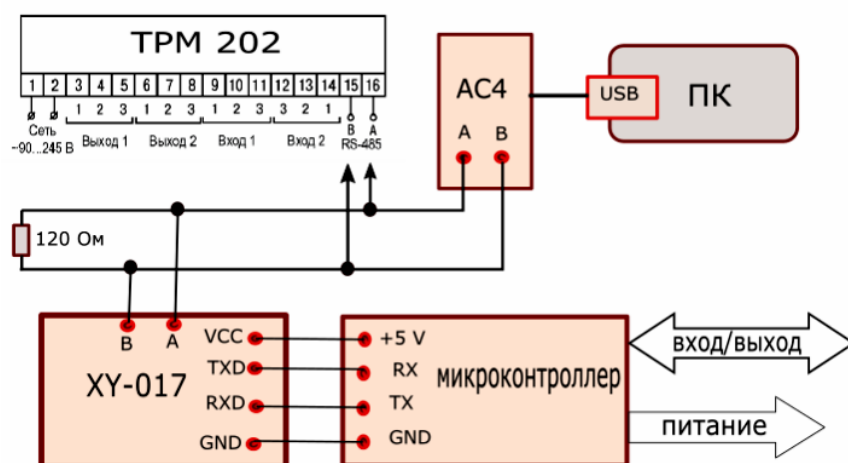 ТРМ 202
1 2 3 4 5 6 7 8 9 10 11 12 13 14 15 16
1 2 3 1 2 3 1 2 3 3 2 1
Сеть
~90...245 В
Выход 1
Выход 2
Вход 1
Вход 2
B A
RS-485
АС4
A B
USB
ПК
120 Ом
B A
XY-017
VCC
TXD
RXD
GND
+5 V
RX
TX
GND
микроконтроллер
вход/выход
питание